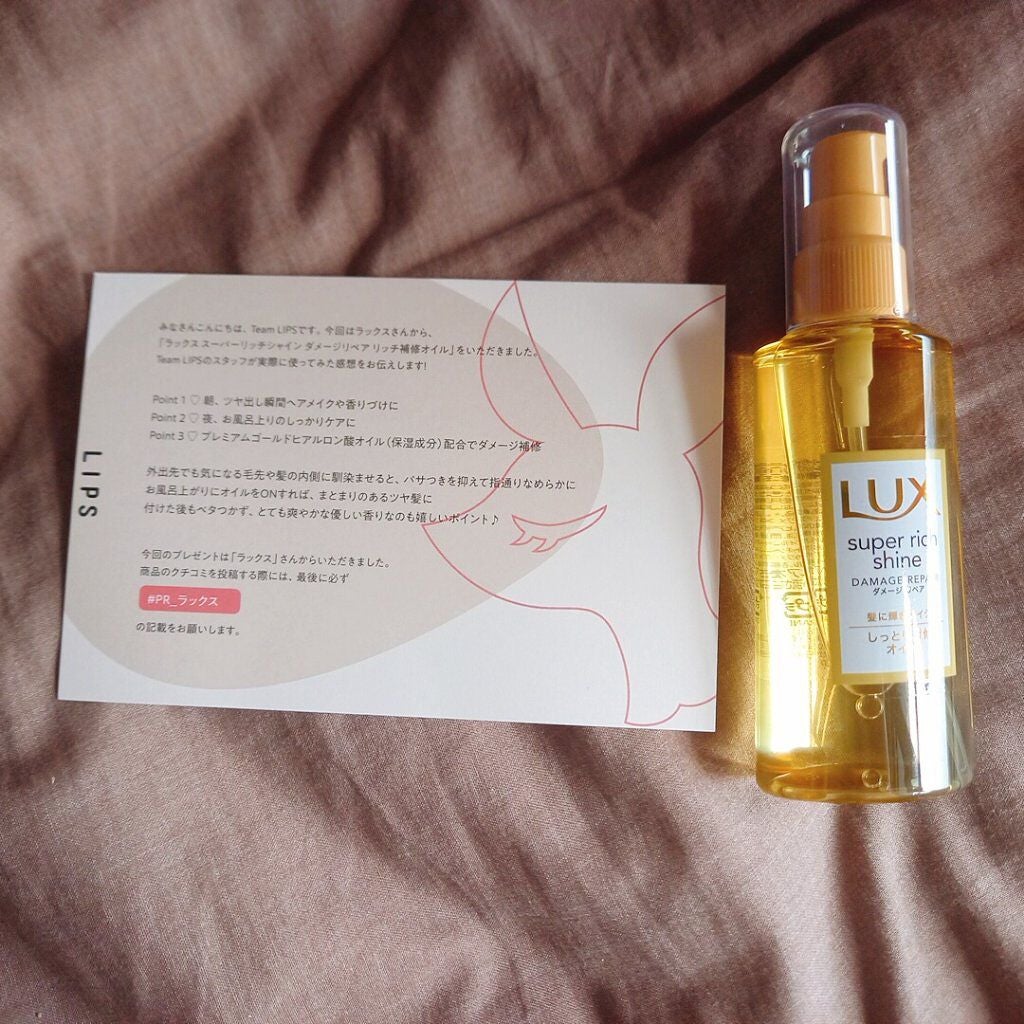 LIPS
みなさんこんにちは、Team LIPSです。今回はラックスさんから、
「ラックス スーパーリッチシャイン ダメージリペア リッチ補修オイル」をいただきました。
Team LIPSのスタッフが実際に使ってみた感想をお伝えします!
Point 1 ♡ 朝、ツヤ出し瞬間ヘアメイクや香りづけに
Point 2 ♡ 夜、お風呂上りのしっかりケアに
Point 3 ♡ プレミアムゴールドヒアルロン酸オイル(保湿成分)配合でダメージ補修
外出先でも気になる毛先や髪の内側に馴染ませると、パサつきを抑えて指通りなめらかに
お風呂上がりにオイルをONすれば、まとまりのあるツヤ髪に
付けた後もベタつかず、とても爽やかな優しい香りなのも嬉しいポイント♪
今回のプレゼントは「ラックス」さんからいただきました。
商品のクチコミを投稿する際には、最後に必ず
#PR_ラックス
の記載をお願いします。
LUX
super rich
shine
DAMAGE REPAIR
ダメージリペア
髪に輝き
しっとり補修
オイル